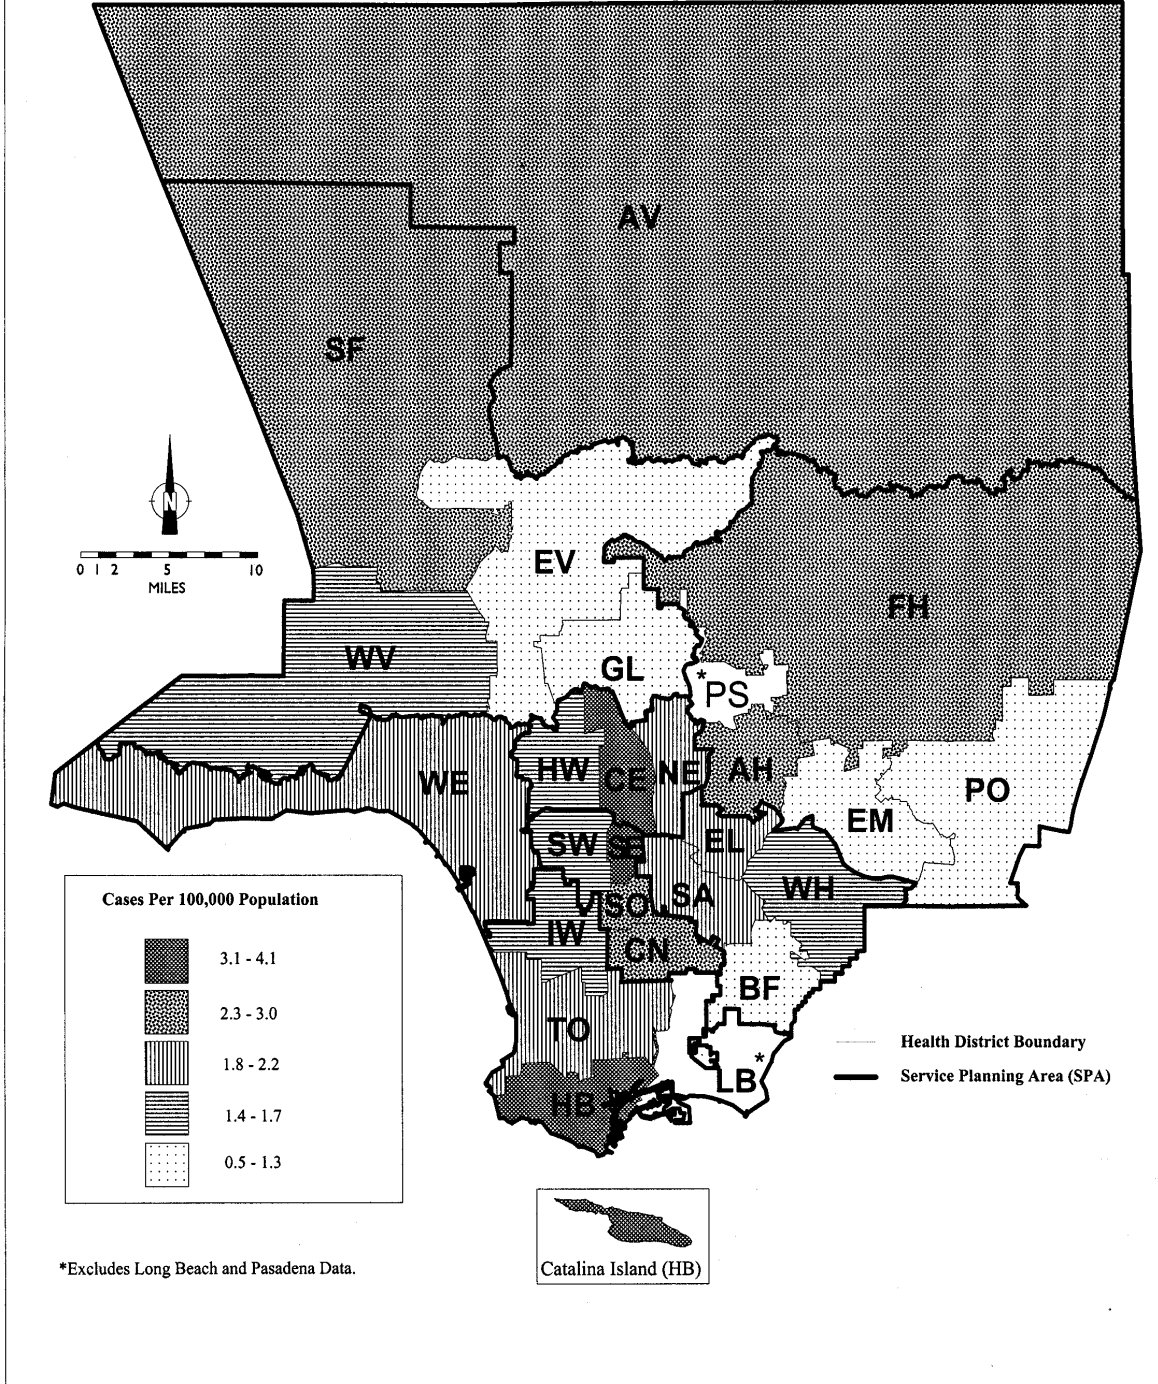 AV
SF
N
0 1 2 5 10
MILES
EV
FH
WV
GL
*PS
HW
CE
NE
AH
WE
PO
EM
SW
SE
EL
WH
SA
SO
IW
CN
BF
TO
*
LB
HB
Cases Per 100,000 Population
3.1 - 4.1
2.3 - 3.0
1.8 - 2.2
1.4 - 1.7
0.5 - 1.3
Health District Boundary
Service Planning Area (SPA)
Catalina Island (HB)
*Excludes Long Beach and Pasadena Data.